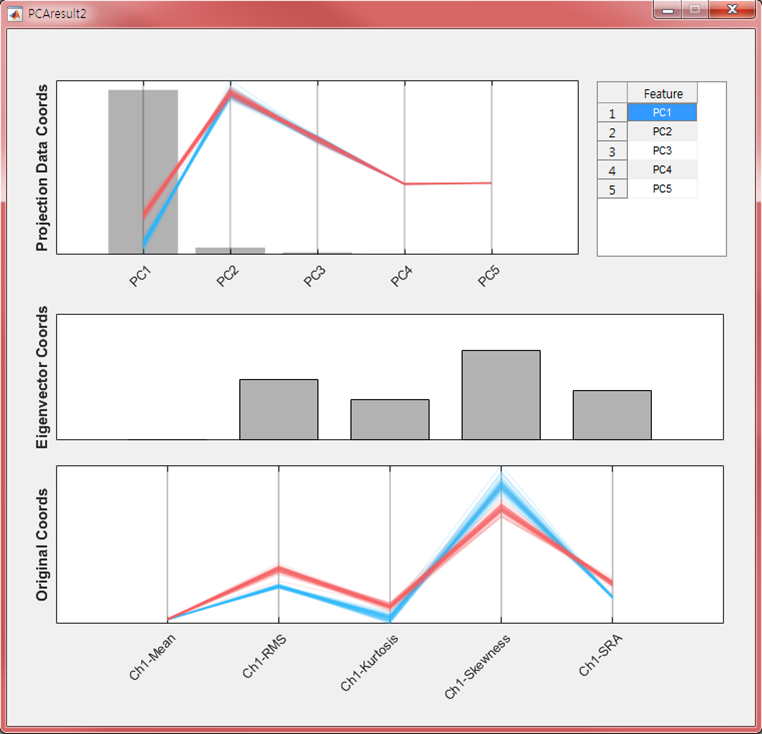 PCAresult2
Projection Data Coords
PC1
PC2
PC3
PC4
PC5
Feature
1 PC1
2 PC2
3 PC3
4 PC4
5 PC5
Eigenvector Coords
Original Coords
Ch1-Mean
Ch1-RMS
Ch1-Kurtosis
Ch1-Skewness
Ch1-SRA